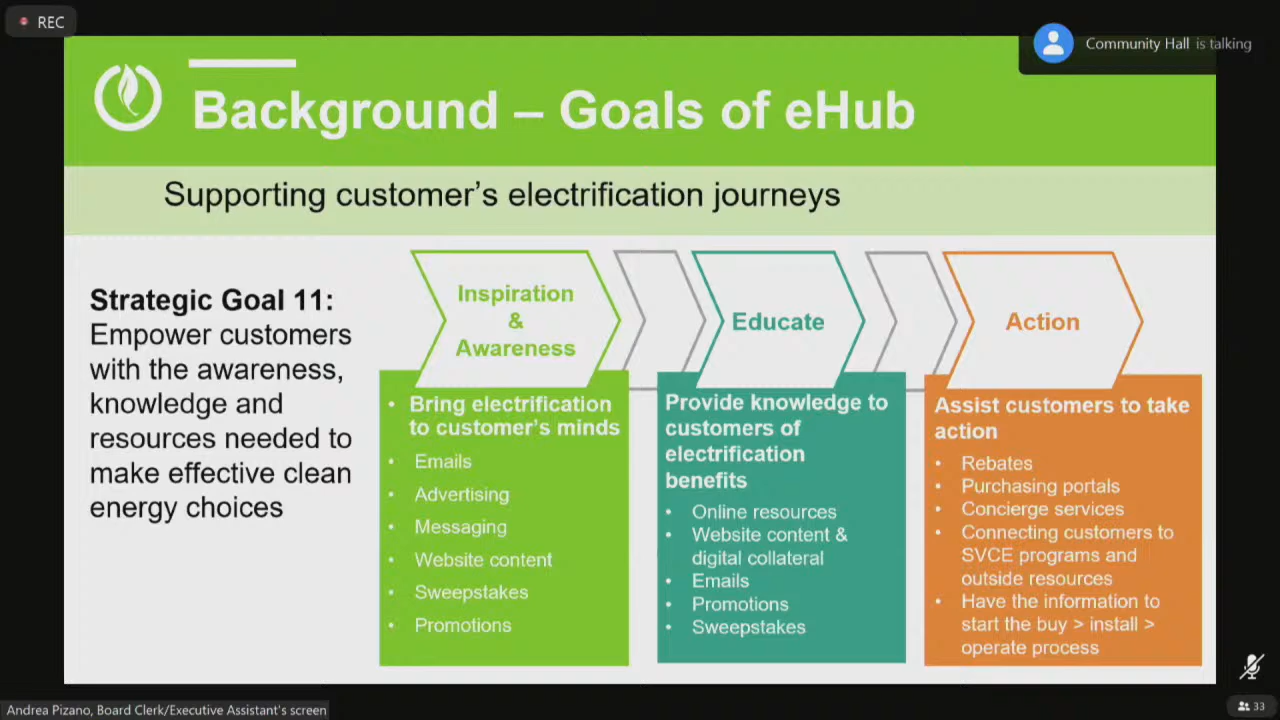 REC
Community Hall is talking
Background – Goals of eHub
Supporting customer's electrification journeys
Strategic Goal 11:
Empower customers
with the awareness,
knowledge and
resources needed to
make effective clean
energy choices
Inspiration
&
Awareness
• Bring electrification
to customer's minds
• Emails
• Advertising
• Messaging
• Website content
• Sweepstakes
• Promotions
Educate
Provide knowledge to
customers of
electrification
benefits
• Online resources
• Website content &
digital collateral
• Emails
• Promotions
• Sweepstakes
Action
Assist customers to take
action
• Rebates
• Purchasing portals
• Concierge services
• Connecting customers to
SVCE programs and
outside resources
• Have the information to
start the buy > install >
operate process
Andrea Pizano, Board Clerk/Executive Assistant's screen
33